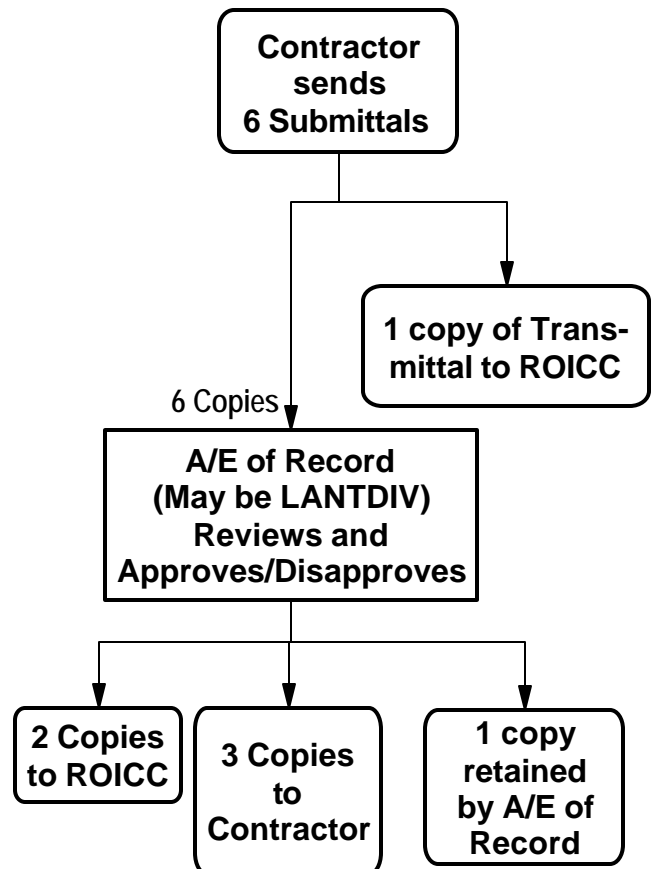 Contractor
sends
6 Submittals
1 copy of Trans-
mittal to ROICC
6 Copies
A/E of Record
(May be LANTDIV)
Reviews and
Approves/Disapproves
2 Copies
to ROICC
3 Copies
to
Contractor
1 copy
retained
by A/E of
Record